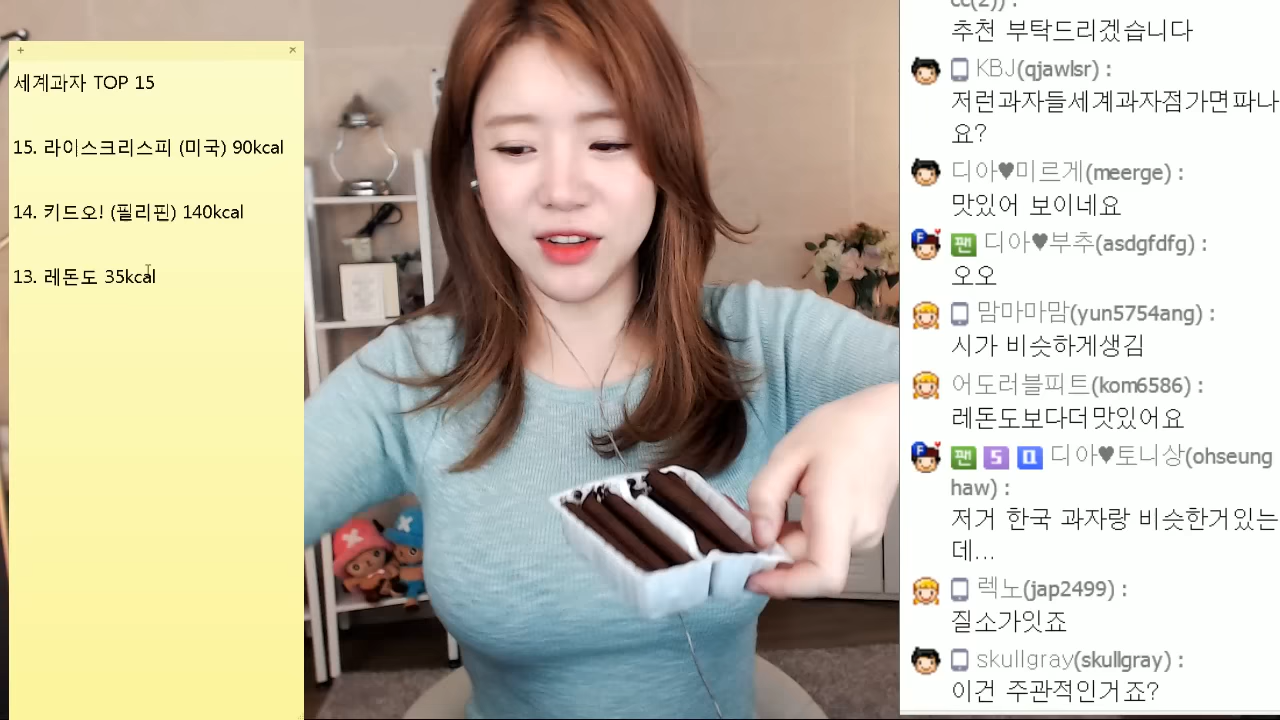 세계과자 TOP 15
15. 라이스크리스피 (미국) 90kcal
14. 키드오! (필리핀) 140kcal
13. 레돈도 35kcal
추천 부탁드리겠습니다
KBJ(qjawlsr) :
저런과자들세계과자점가면파나
요?
디아♥미르게(meerge) :
맛있어 보이네요
팬 디아♥부추(asdgfdfg) :
오오
맘마마맘(yun5754ang) :
시가 비슷하게생김
어도러블피트(kom6586) :
레돈도보다더맛있어요
팬 5 디아♥토니상(ohseung
haw) :
저거 한국 과자랑 비슷한거있는
데...
렉노(jap2499) :
질소가잇죠
skullgray(skullgray) :
이건 주관적인거죠?